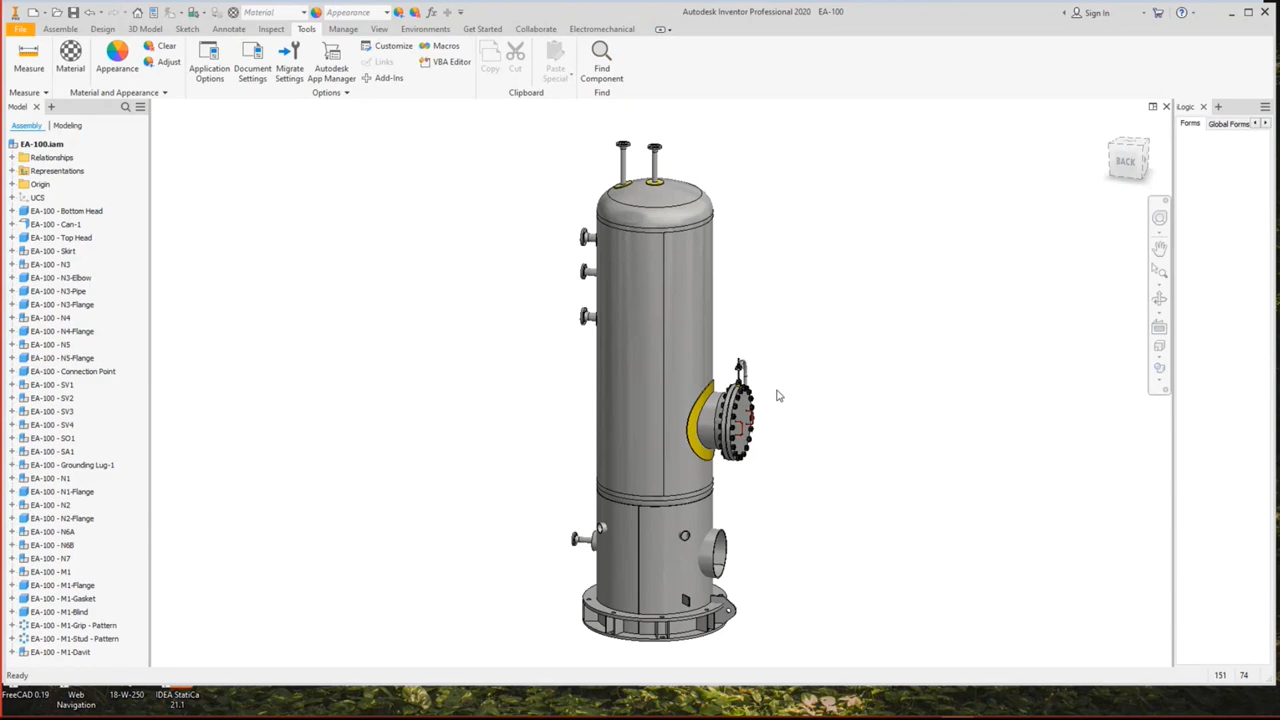 Material
Appearance
Autodesk Inventor Professional 2020 EA-100
Sign In
File
Assemble
Design
3D Model
Sketch
Annotate
Inspect
Tools
Manage
View
Environments
Get Started
Collaborate
Electromechanical
Measure
Material
Appearance
Clear
Adjust
Application
Options
Document
Settings
Migrate
Settings
Autodesk
App Manager
Customize
Links
Add-Ins
Macros
VBA Editor
Copy
Cut
Paste
Special
Find
Component
Measure
Material and Appearance
Options
Clipboard
Find
Model
iLogic
Assembly
Modeling
Forms
Global Forms
EA-100.iam
Relationships
Representations
Origin
UCS
EA-100 - Bottom Head
EA-100 - Can-1
EA-100 - Top Head
EA-100 - Skirt
EA-100 - N3
EA-100 - N3-Elbow
EA-100 - N3-Pipe
EA-100 - N3-Flange
EA-100 - N4
EA-100 - N4-Flange
EA-100 - N5
EA-100 - N5-Flange
EA-100 - Connection Point
EA-100 - SV1
EA-100 - SV2
EA-100 - SV3
EA-100 - SV4
EA-100 - SO1
EA-100 - SA1
EA-100 - Grounding Lug-1
EA-100 - N1
EA-100 - N1-Flange
EA-100 - N2
EA-100 - N2-Flange
EA-100 - N6A
EA-100 - N6B
EA-100 - N7
EA-100 - M1
EA-100 - M1-Flange
EA-100 - M1-Gasket
EA-100 - M1-Blind
EA-100 - M1-Grip - Pattern
EA-100 - M1-Stud - Pattern
EA-100 - M1-Davit
BACK
Ready
151 74
FreeCAD 0.19
Web
Navigation
18-W-250
IDEA StatiCa
21.1